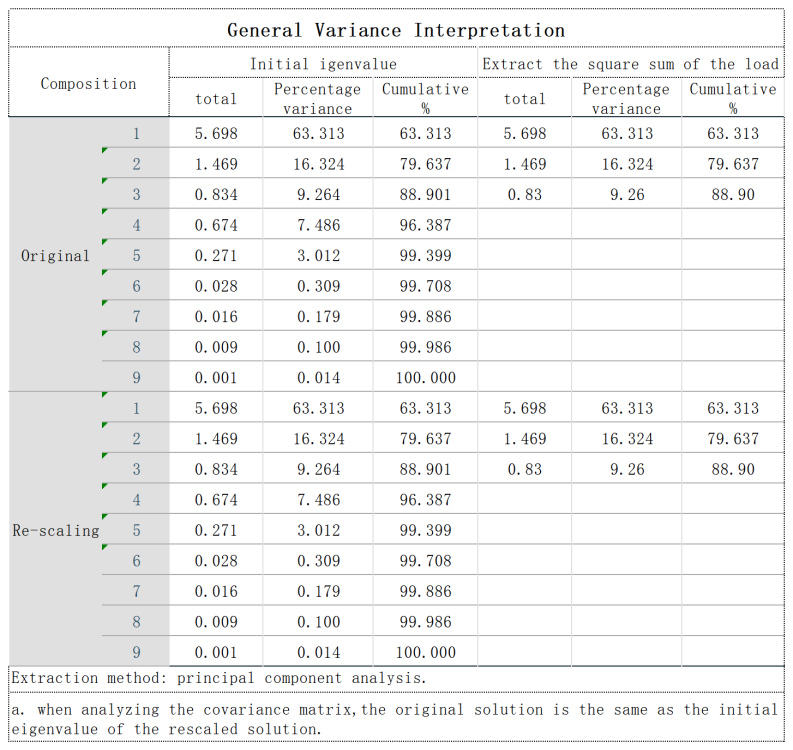 General Variance Interpretation
Composition Initial igenvalue Extract the square sum of the load
total Percentage variance Cumulative % total Percentage variance Cumulative %
Original
1 5.698 63.313 63.313 5.698 63.313 63.313
2 1.469 16.324 79.637 1.469 16.324 79.637
3 0.834 9.264 88.901 0.83 9.26 88.90
4 0.674 7.486 96.387
5 0.271 3.012 99.399
6 0.028 0.309 99.708
7 0.016 0.179 99.886
8 0.009 0.100 99.986
9 0.001 0.014 100.000
Re-scaling
1 5.698 63.313 63.313 5.698 63.313 63.313
2 1.469 16.324 79.637 1.469 16.324 79.637
3 0.834 9.264 88.901 0.83 9.26 88.90
4 0.674 7.486 96.387
5 0.271 3.012 99.399
6 0.028 0.309 99.708
7 0.016 0.179 99.886
8 0.009 0.100 99.986
9 0.001 0.014 100.000
Extraction method: principal component analysis.
a. when analyzing the covariance matrix,the original solution is the same as the initial
eigenvalue of the rescaled solution.